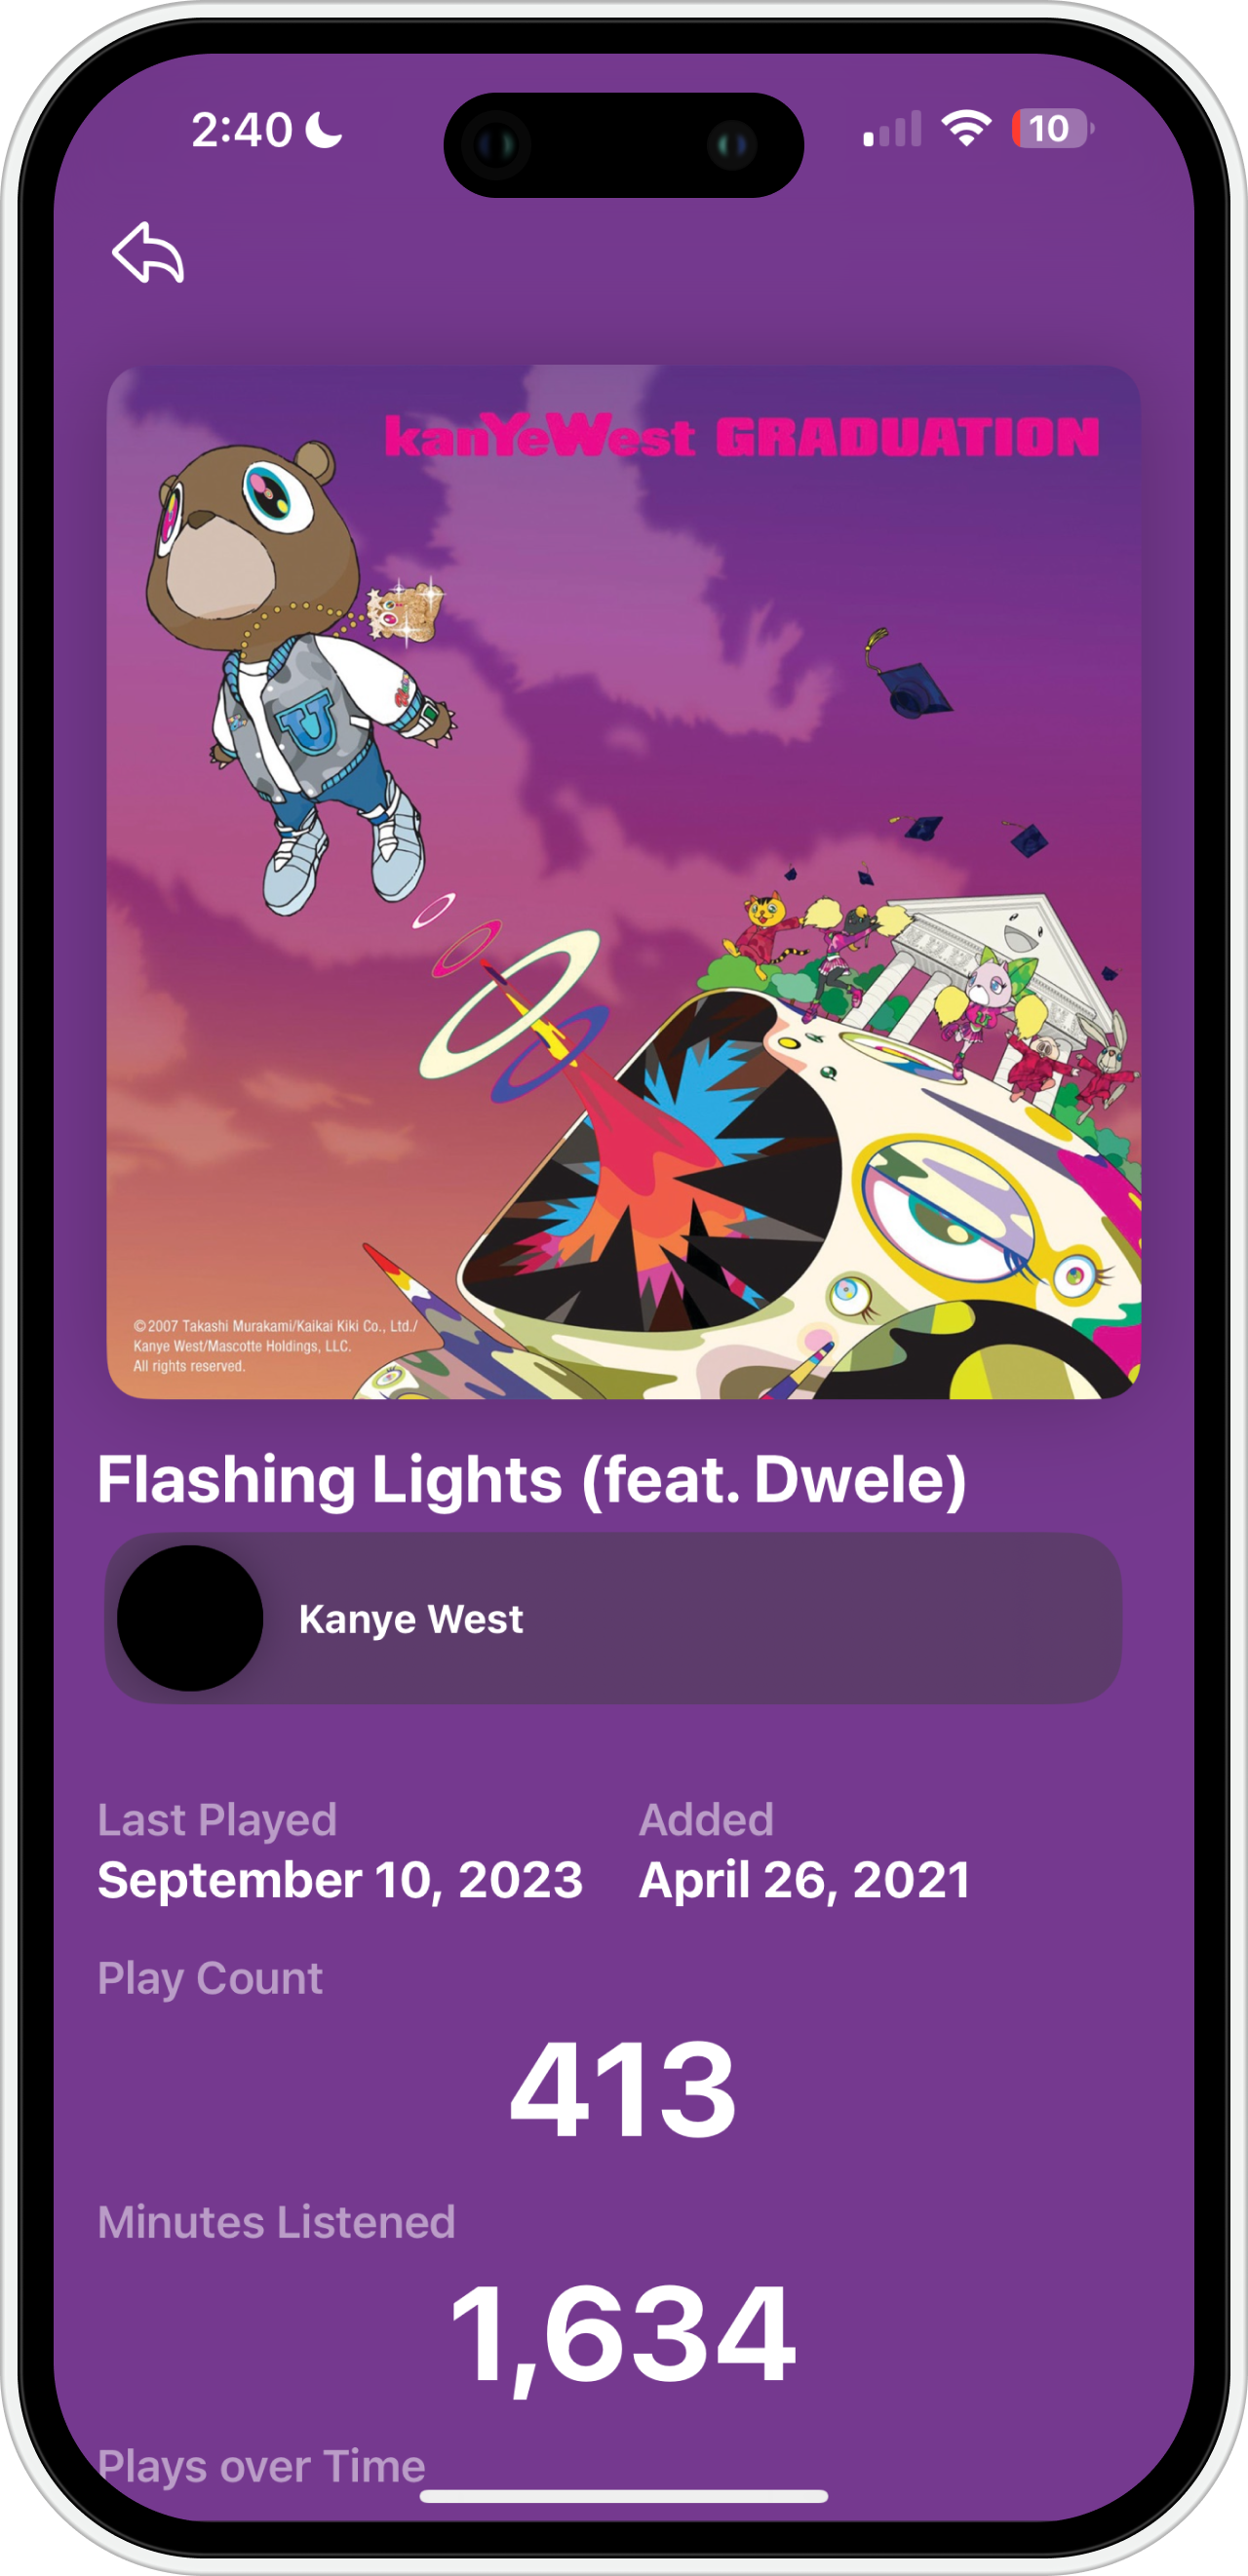 2:40
10
kanYeWest GRADUATION
U
©2007 Takashi Murakami/Kaikai Kiki Co., Ltd./
Kanye West/Mascotte Holdings, LLC.
All rights reserved.
Flashing Lights (feat. Dwele)
Kanye West
Last Played Added
September 10, 2023 April 26, 2021
Play Count
413
Minutes Listened
1,634
Plays over Time